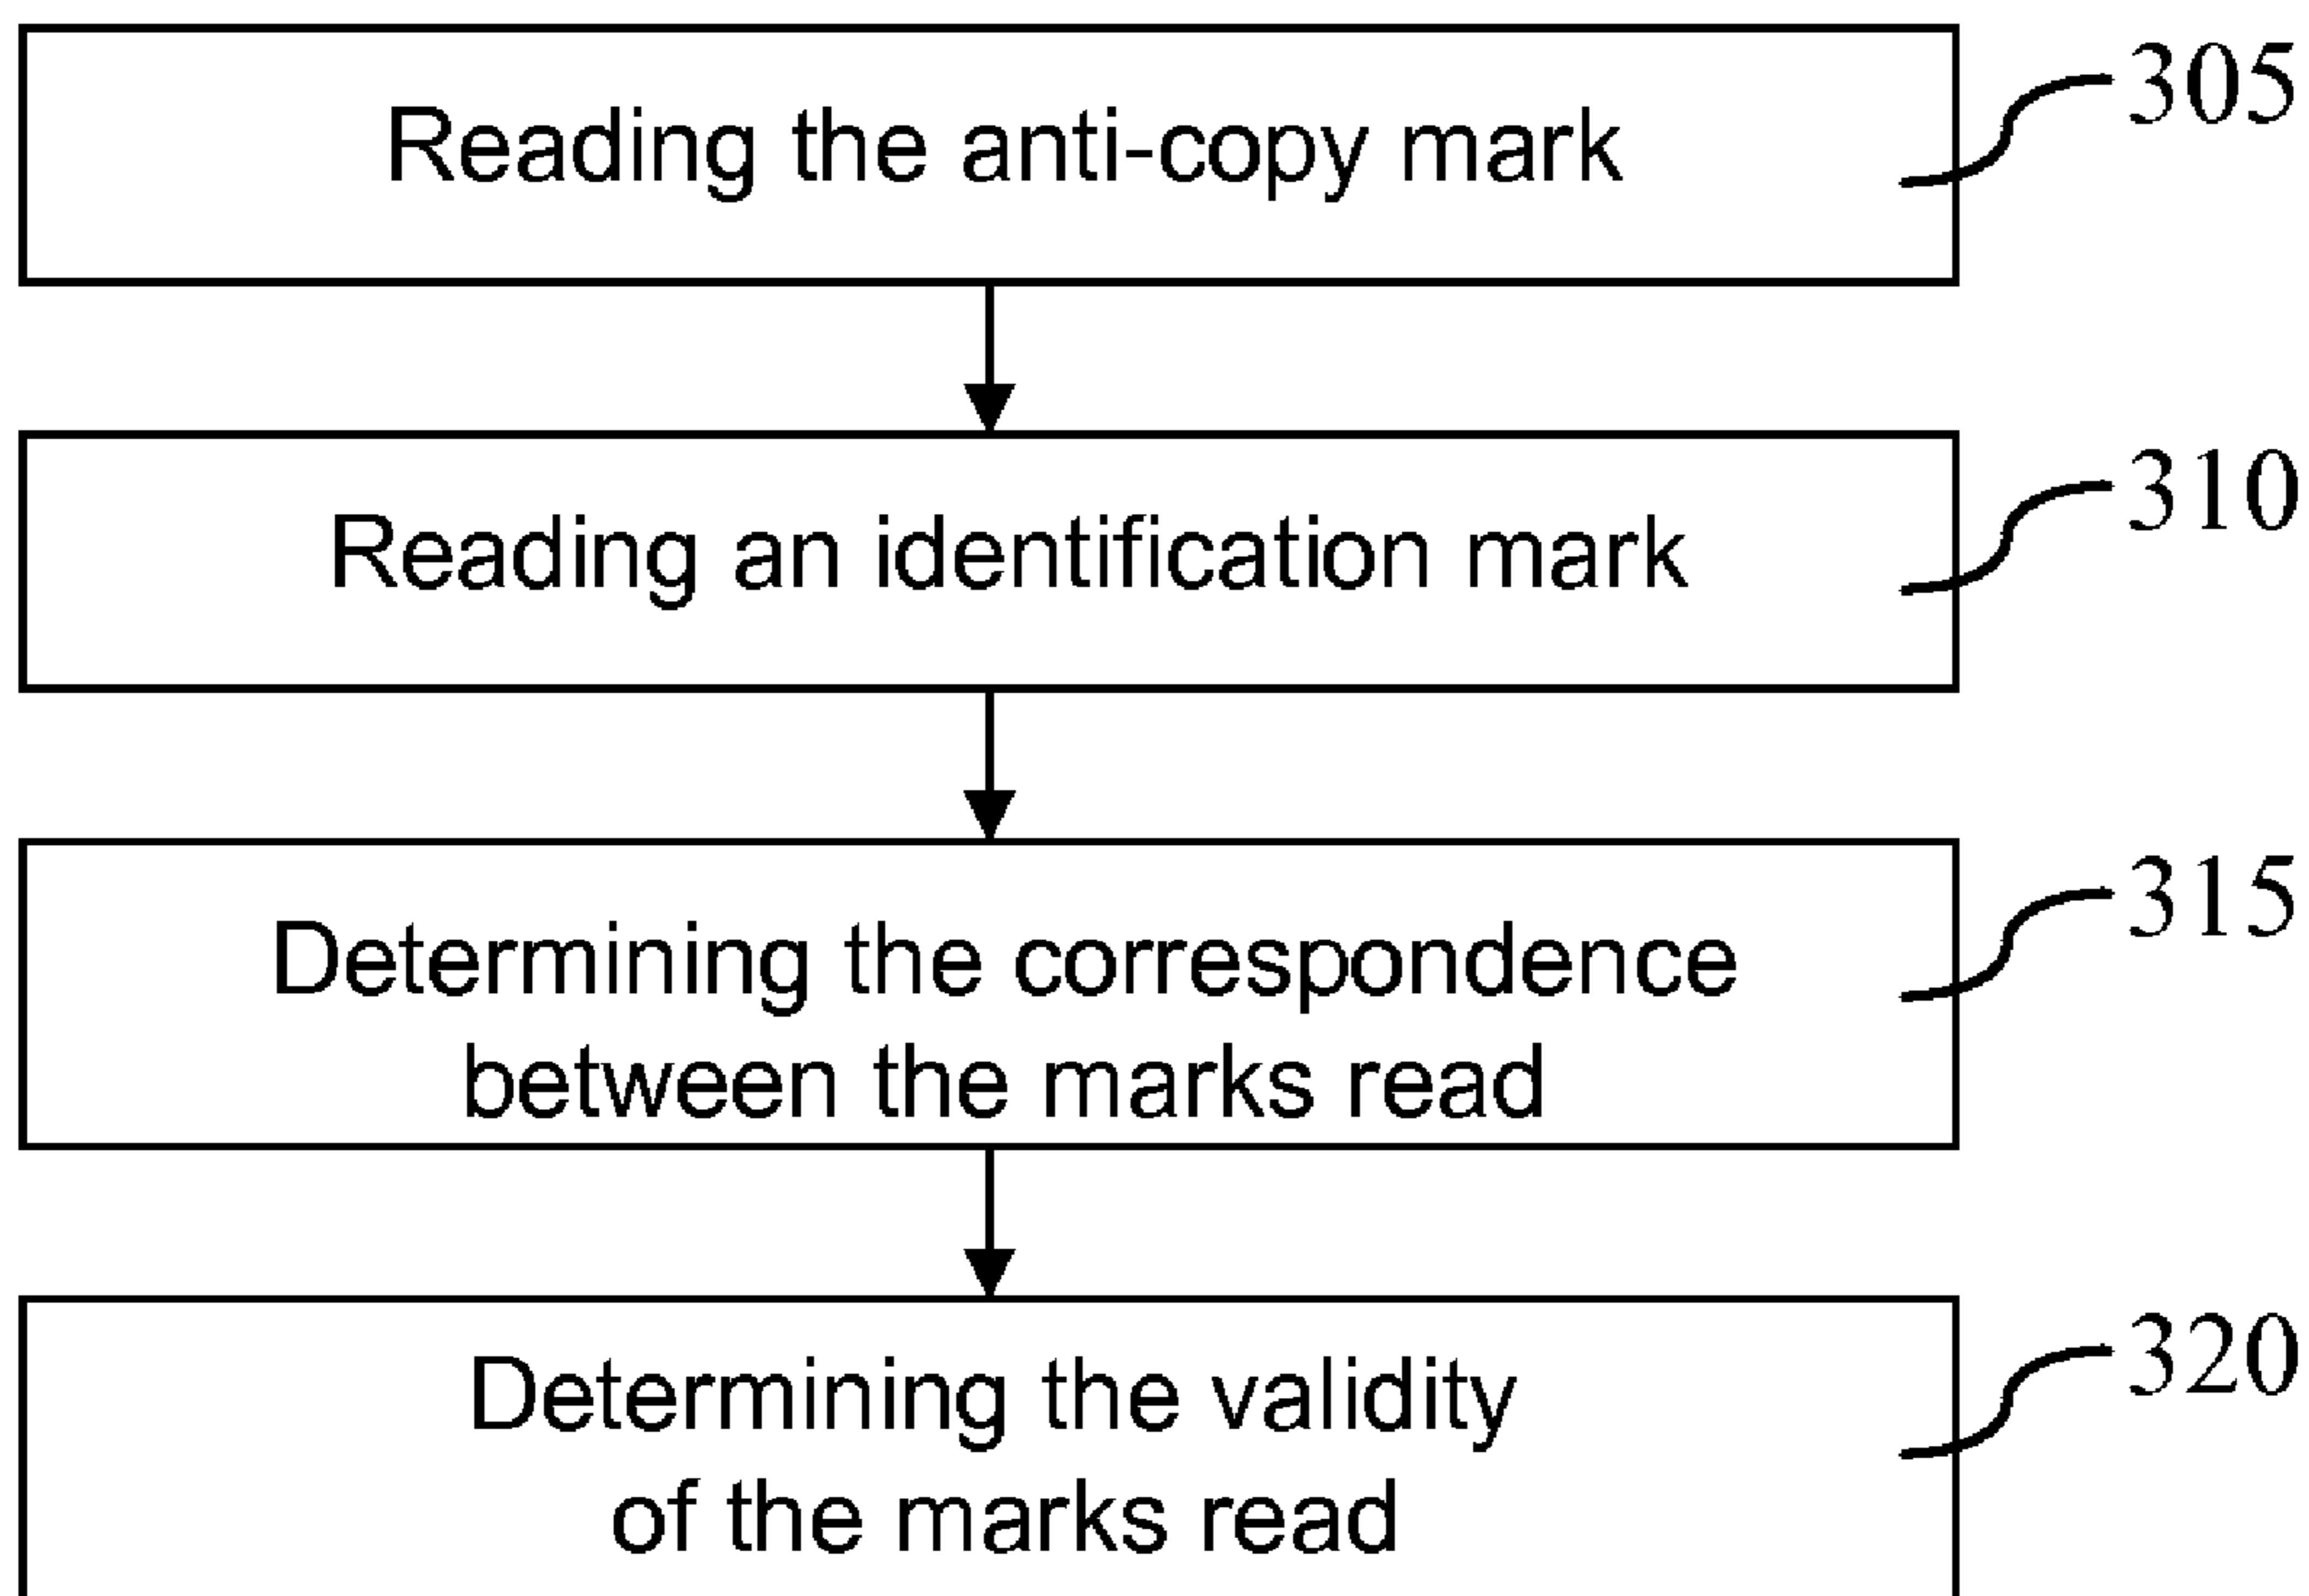 Reading the anti-copy mark
305
Reading an identification mark
310
Determining the correspondence
between the marks read
315
Determining the validity
of the marks read
320